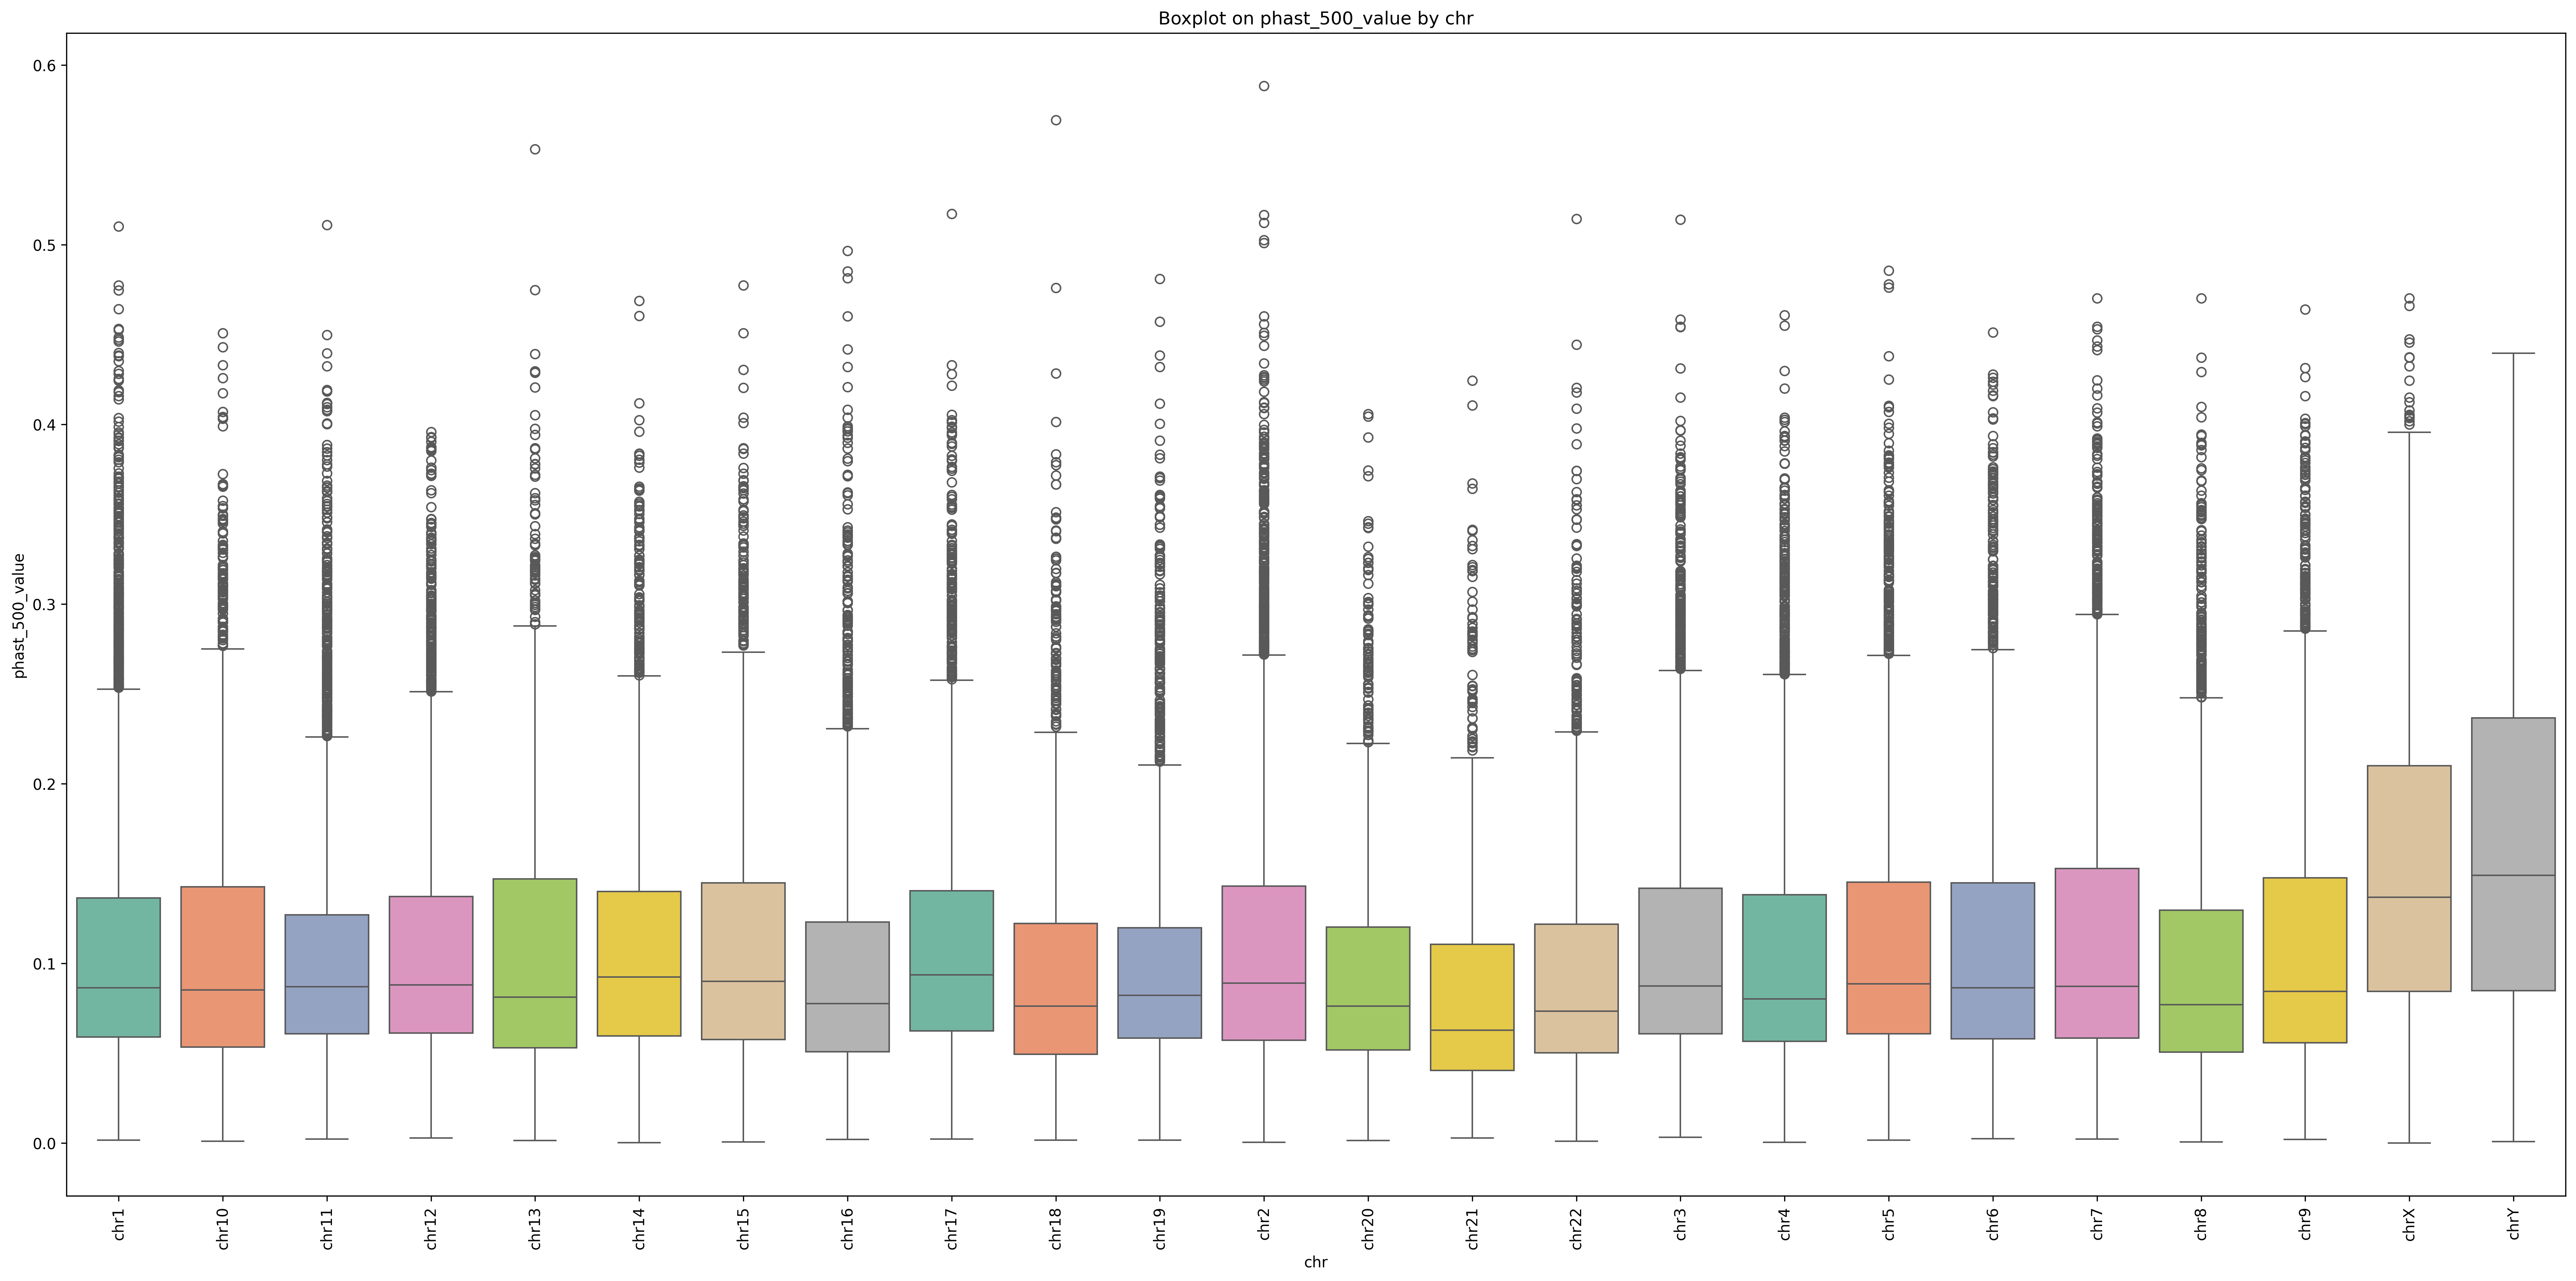 Boxplot on phast_500_value by chr
phast_500_value
0.6
0.5
0.4
0.3
0.2
0.1
0.0
chr1
chr10
chr11
chr12
chr13
chr14
chr15
chr16
chr17
chr18
chr19
chr2
chr20
chr21
chr22
chr3
chr4
chr5
chr6
chr7
chr8
chr9
chrX
chrY
chr